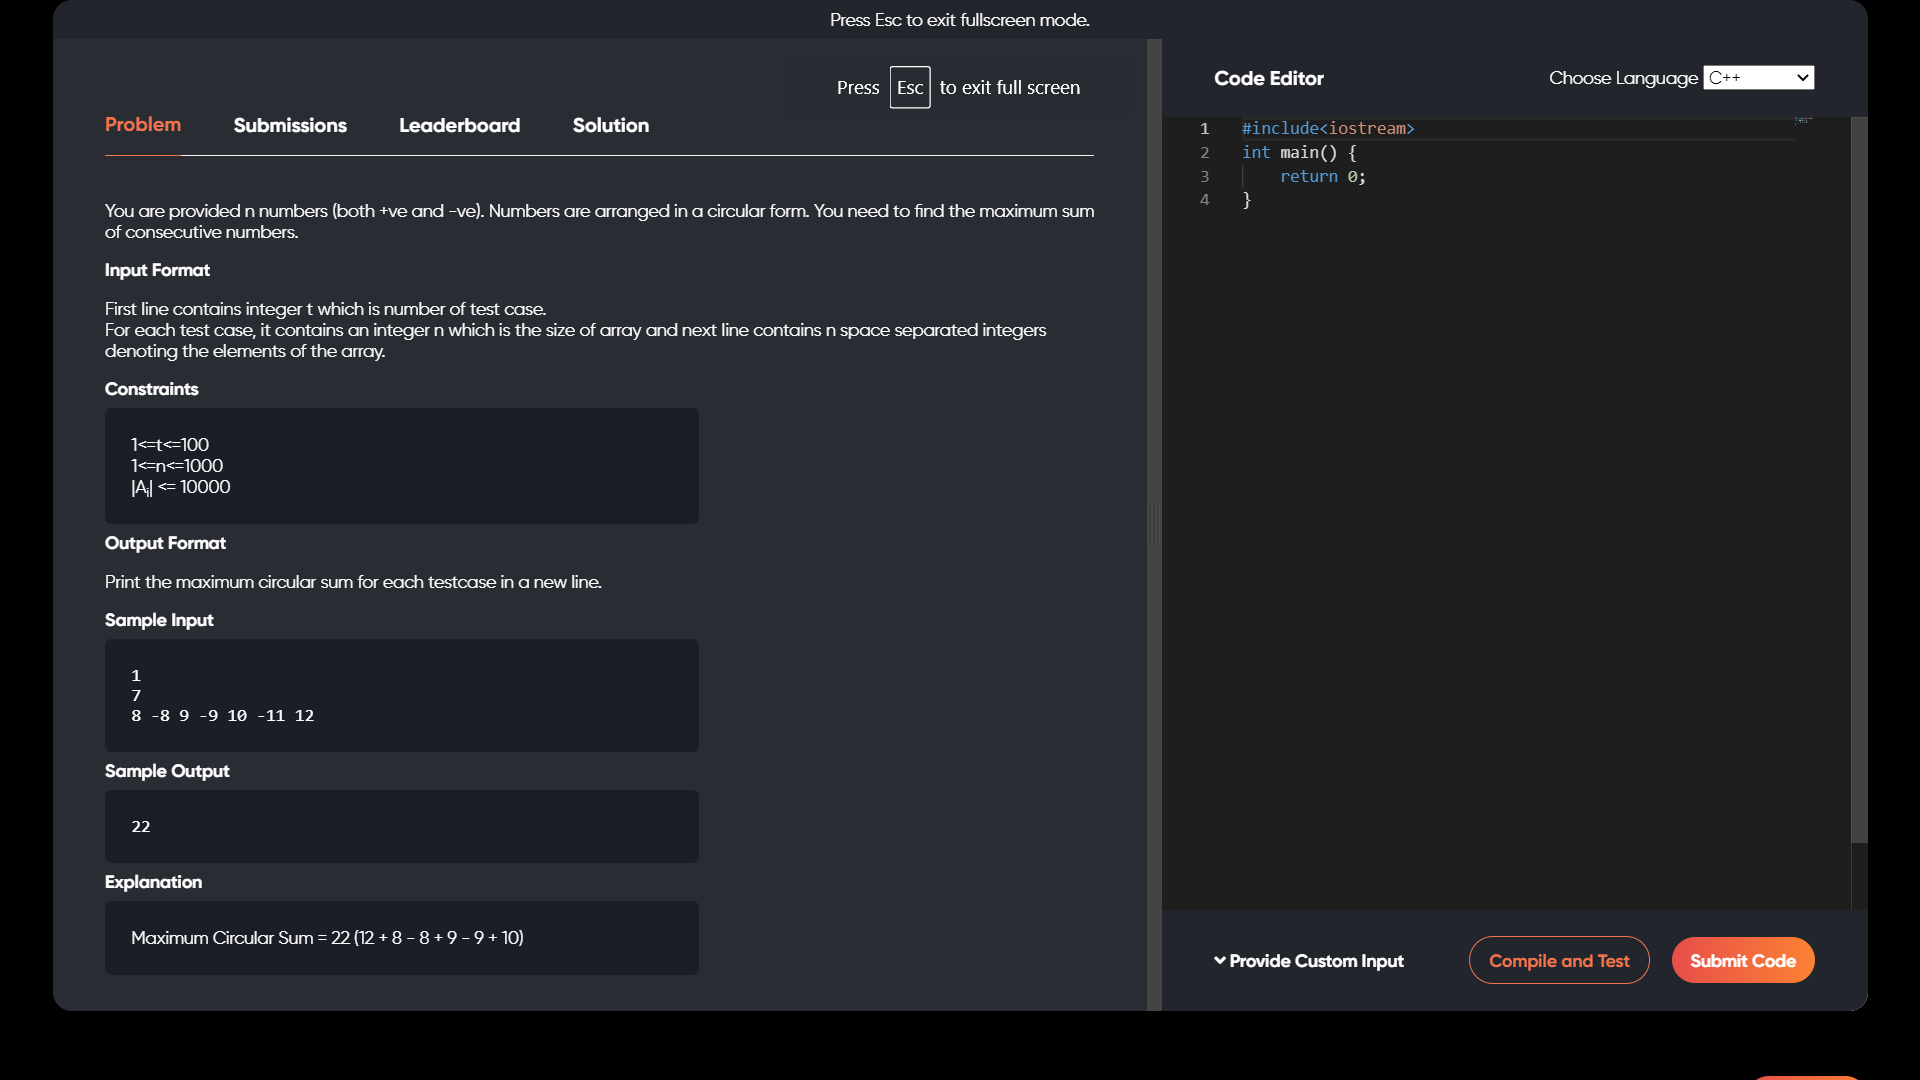 Press Esc to exit fullscreen mode.
Press Esc to exit full screen
Problem Submissions Leaderboard Solution
You are provided n numbers (both +ve and -ve). Numbers are arranged in a circular form. You need to find the maximum sum
of consecutive numbers.
Input Format
First line contains integer t which is number of test case.
For each test case, it contains an integer n which is the size of array and next line contains n space separated integers
denoting the elements of the array.
Constraints
1<=t<=100
1<=n<=1000
|Ai| <= 10000
Output Format
Print the maximum circular sum for each testcase in a new line.
Sample Input
1
7
8 -8 9 -9 10 -11 12
Sample Output
22
Explanation
Maximum Circular Sum = 22 (12 + 8 - 8 + 9 - 9 + 10)
Code Editor
Choose Language C++
1 #include<iostream>
2 int main() {
3 return 0;
4 }
Provide Custom Input
Compile and Test
Submit Code